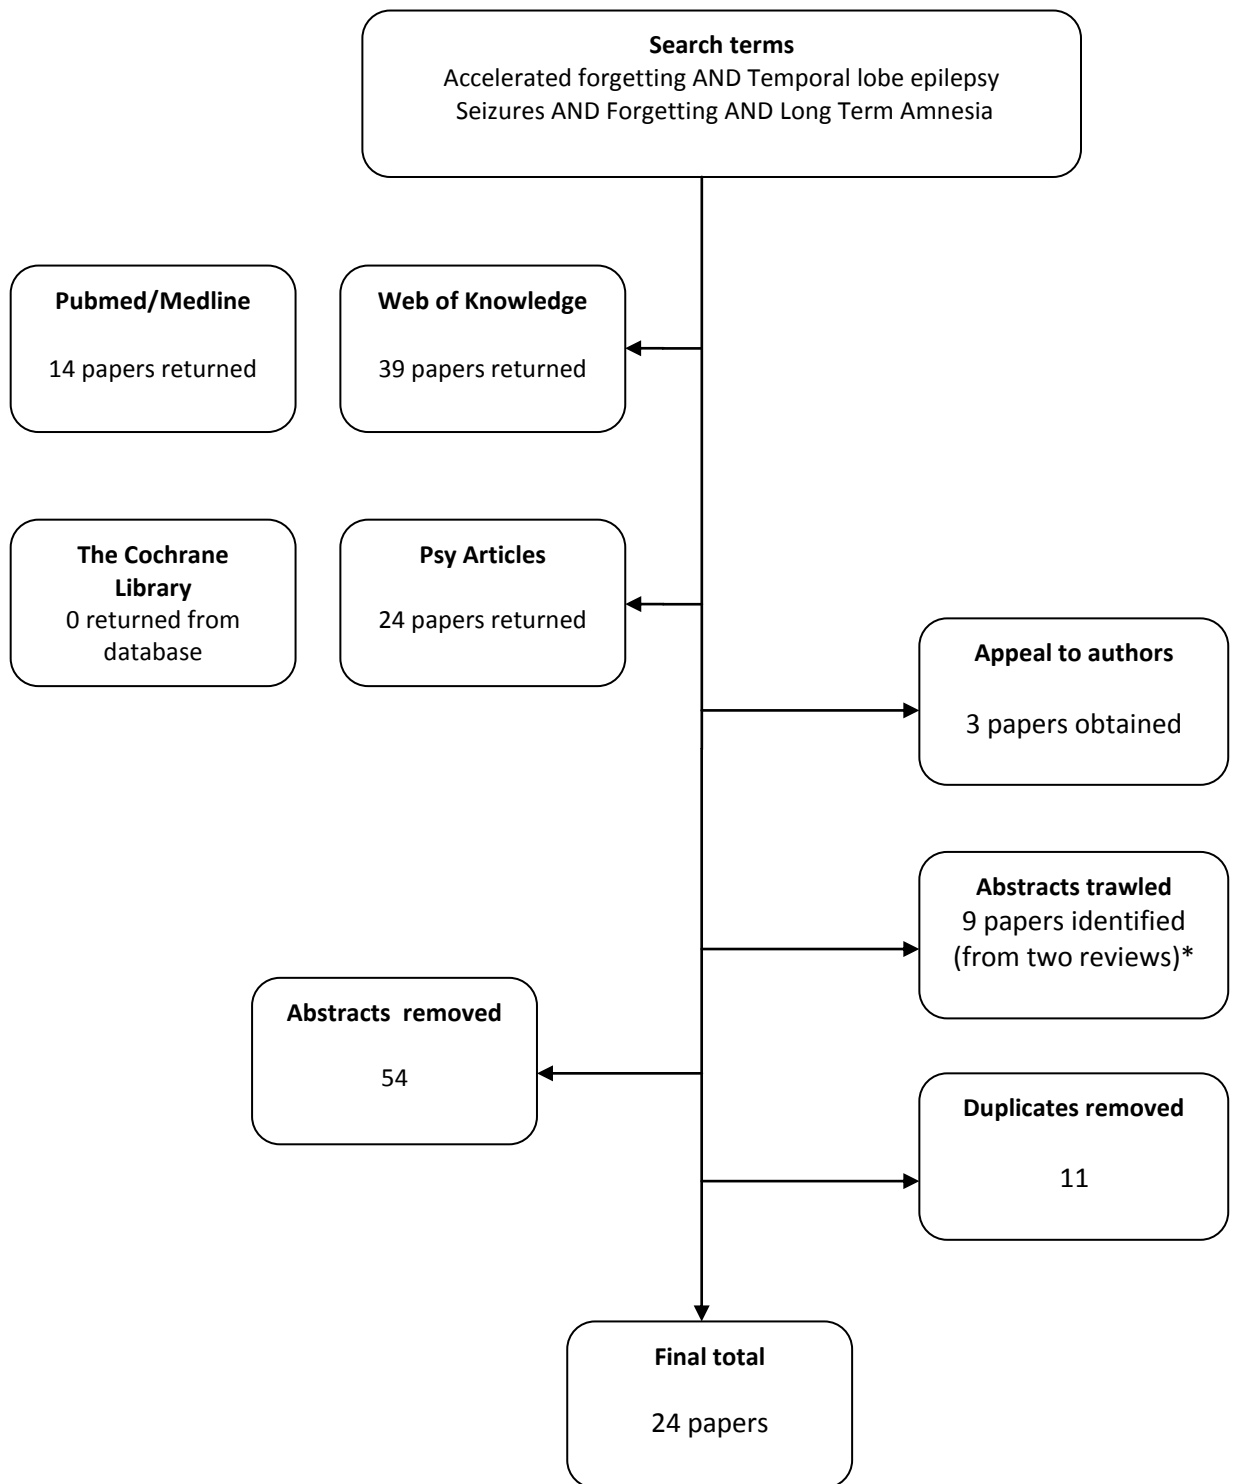 Search terms
Accelerated forgetting AND Temporal lobe epilepsy
Seizures AND Forgetting AND Long Term Amnesia
Pubmed/Medline
14 papers returned
Web of Knowledge
39 papers returned
The Cochrane
Library
0 returned from
database
Psy Articles
24 papers returned
Appeal to authors
3 papers obtained
Abstracts trawled
9 papers identified
(from two reviews)*
Abstracts removed
54
Duplicates removed
11
Final total
24 papers